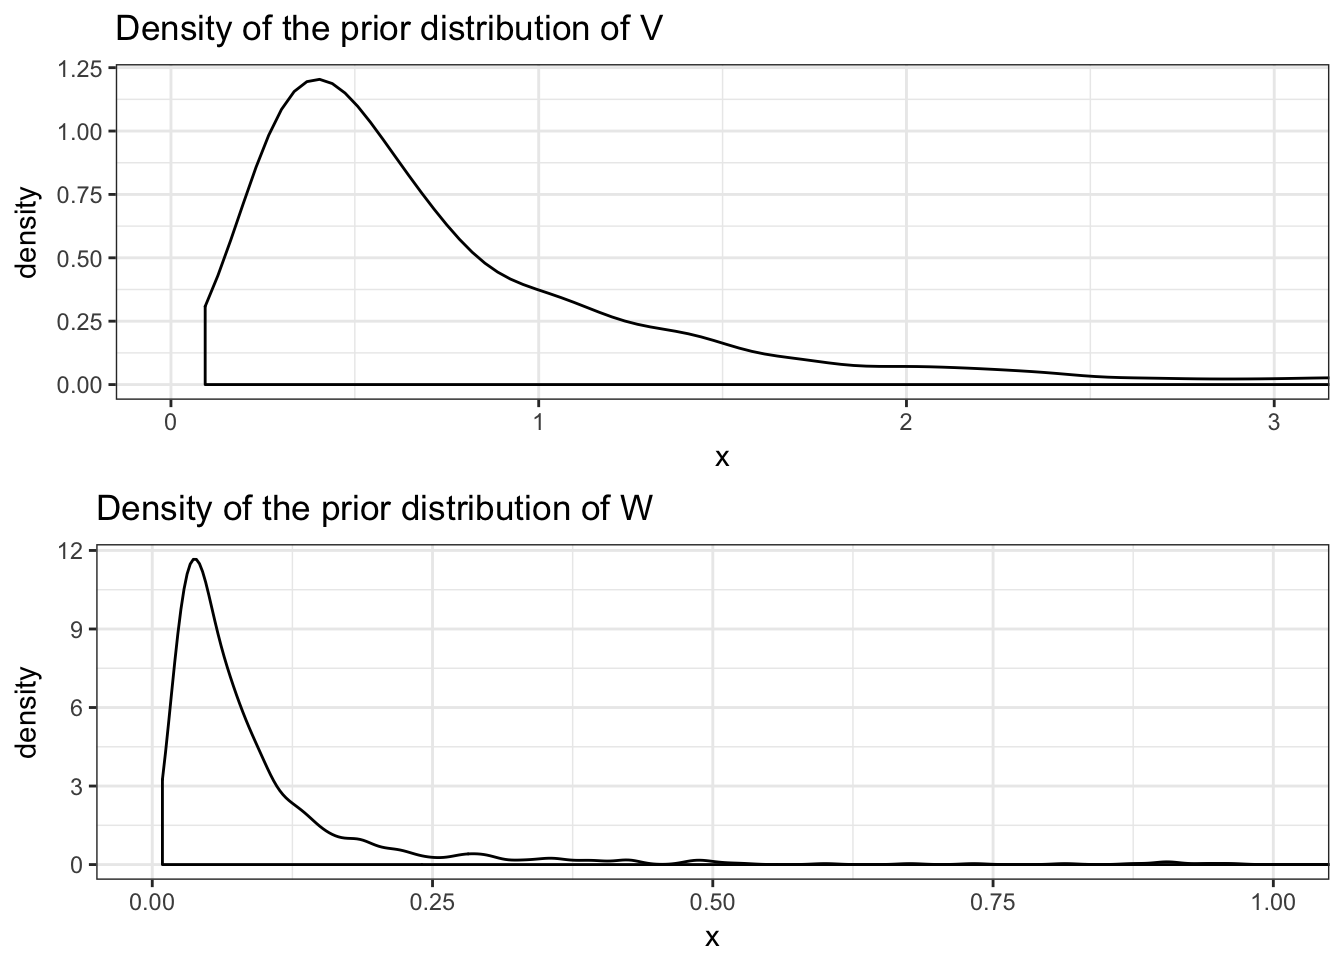 Density of the prior distribution of V
1.25
1.00
0.75
0.50
0.25
0.00
density
0 1 2 3
x
Density of the prior distribution of W
12
9
6
3
0
density
0.00 0.25 0.50 0.75 1.00
x